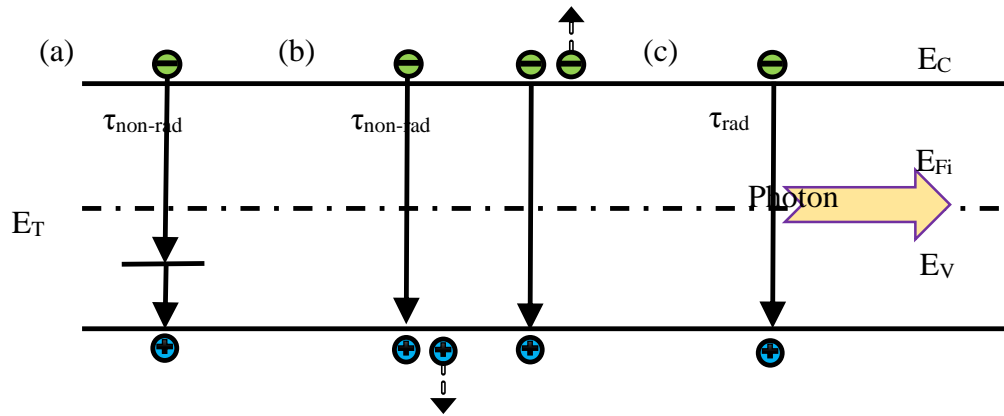 (a)
(b)
(c)
E_C
τ_non-rad
τ_non-rad
τ_rad
E_Fi
Photon
E_T
E_V